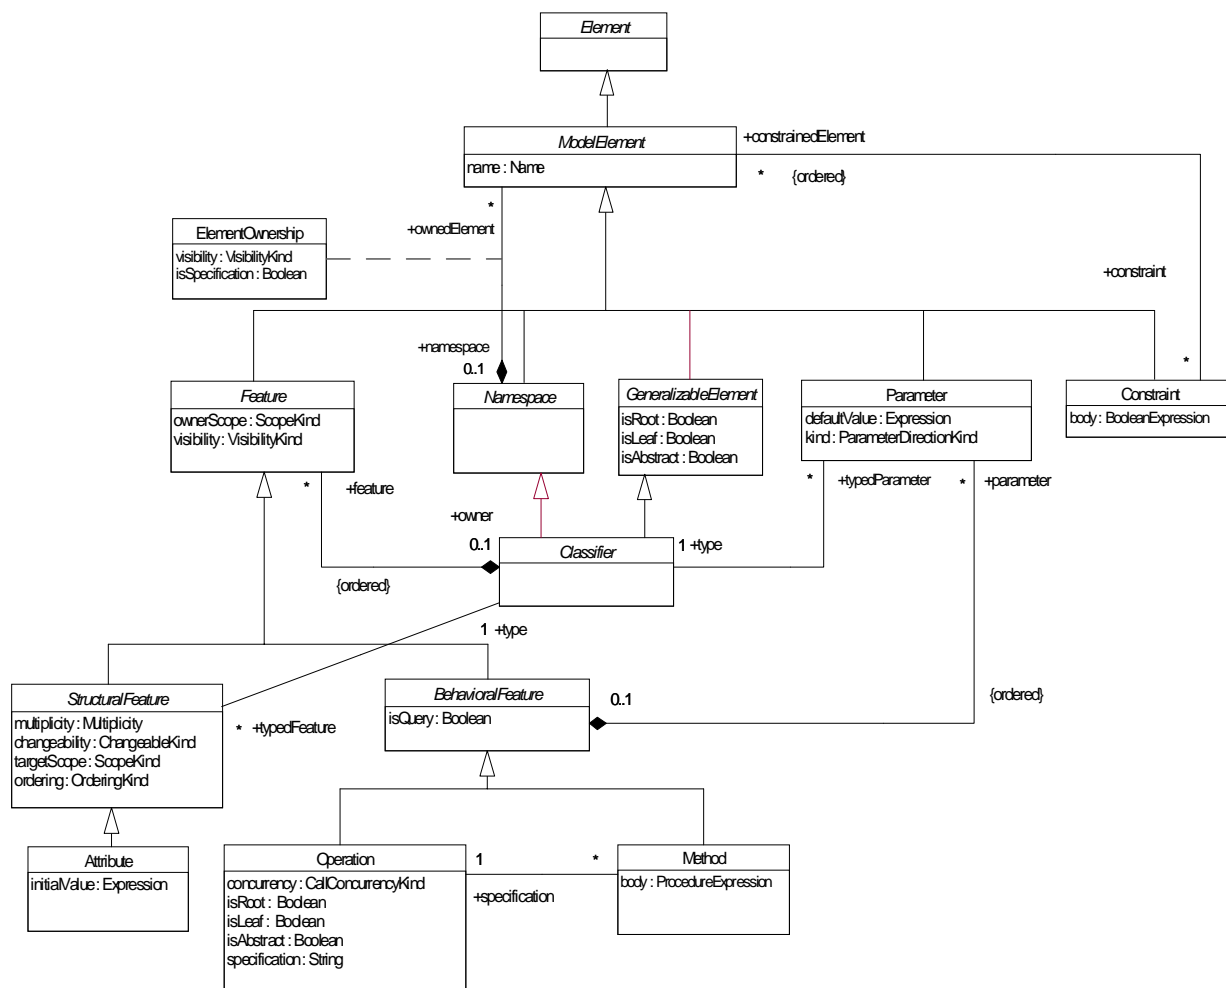 Element
ModelElement
name : Name
+constrainedElement
*
{ordered}
*
+ownedElement
ElementOwnership
visibility : VisibilityKind
isSpecification : Boolean
+constraint
*
+namespace
0..1
Feature
ownerScope : ScopeKind
visibility : VisibilityKind
Namespace
GeneralizableElement
isRoot : Boolean
isLeaf : Boolean
isAbstract : Boolean
Parameter
defaultValue : Expression
kind : ParameterDirectionKind
Constraint
body : BooleanExpression
*
+feature
*
+typedParameter
*
+parameter
+owner
0..1
Classifier
1
+type
{ordered}
1
+type
StructuralFeature
multiplicity : Multiplicity
changeability : ChangeableKind
targetScope : ScopeKind
ordering : OrderingKind
*
+typedFeature
BehavioralFeature
isQuery : Boolean
0..1
{ordered}
Attribute
initialValue : Expression
Operation
concurrency : CallConcurrencyKind
isRoot : Boolean
isLeaf : Boolean
isAbstract : Boolean
specification : String
1
*
+specification
Method
body : ProcedureExpression